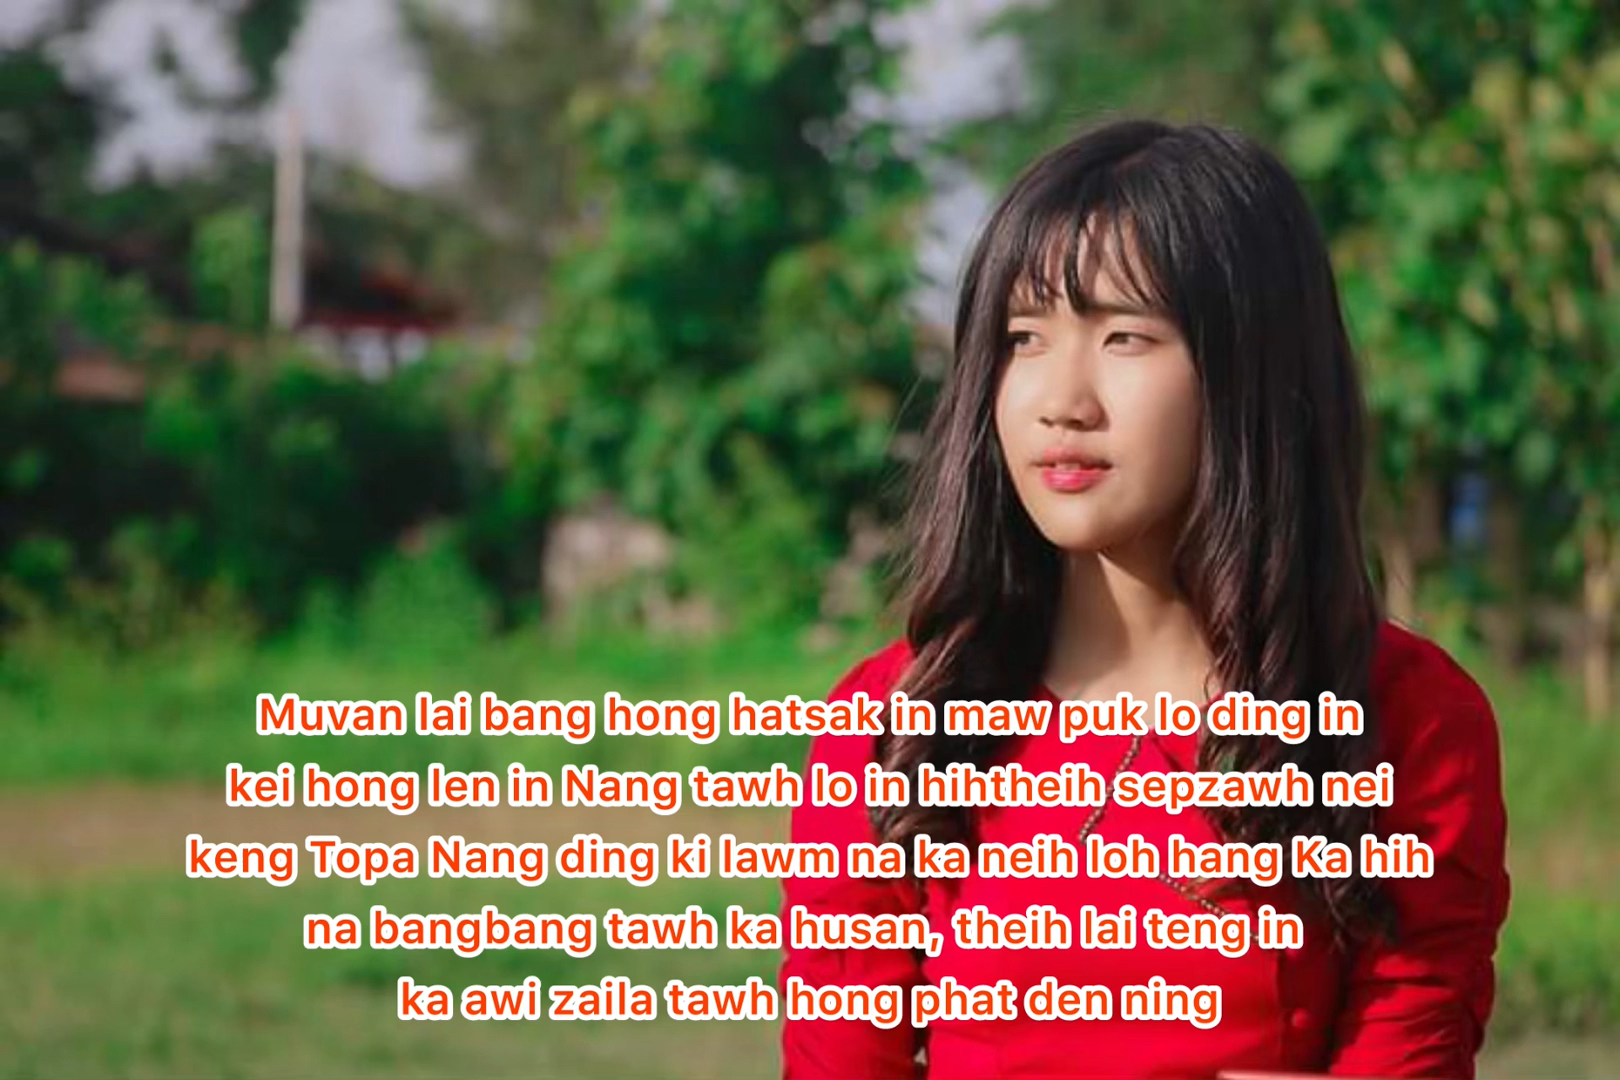 Muvan lai bang hong hatsak in maw puk lo ding in
kei hong len in Nang tawh lo in hihtheih sepzawh nei
keng Topa Nang ding ki lawm na ka neih loh hang Ka hih
na bangbang tawh ka husan, theih lai teng in
ka awi zaila tawh hong phat den ning